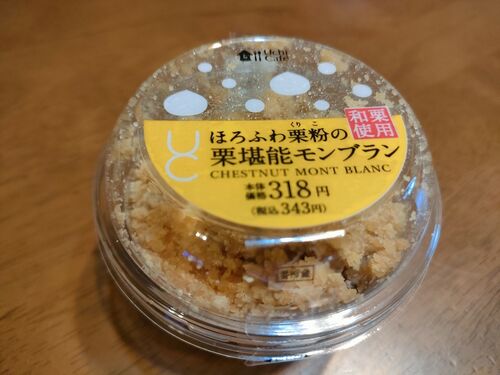 Uchi
Café
ほろふわ栗粉の
くりこ
栗堪能モンブラン
和栗
使用
CHESTNUT MONT BLANC
本体
価格 318円
(税込343円)
UC